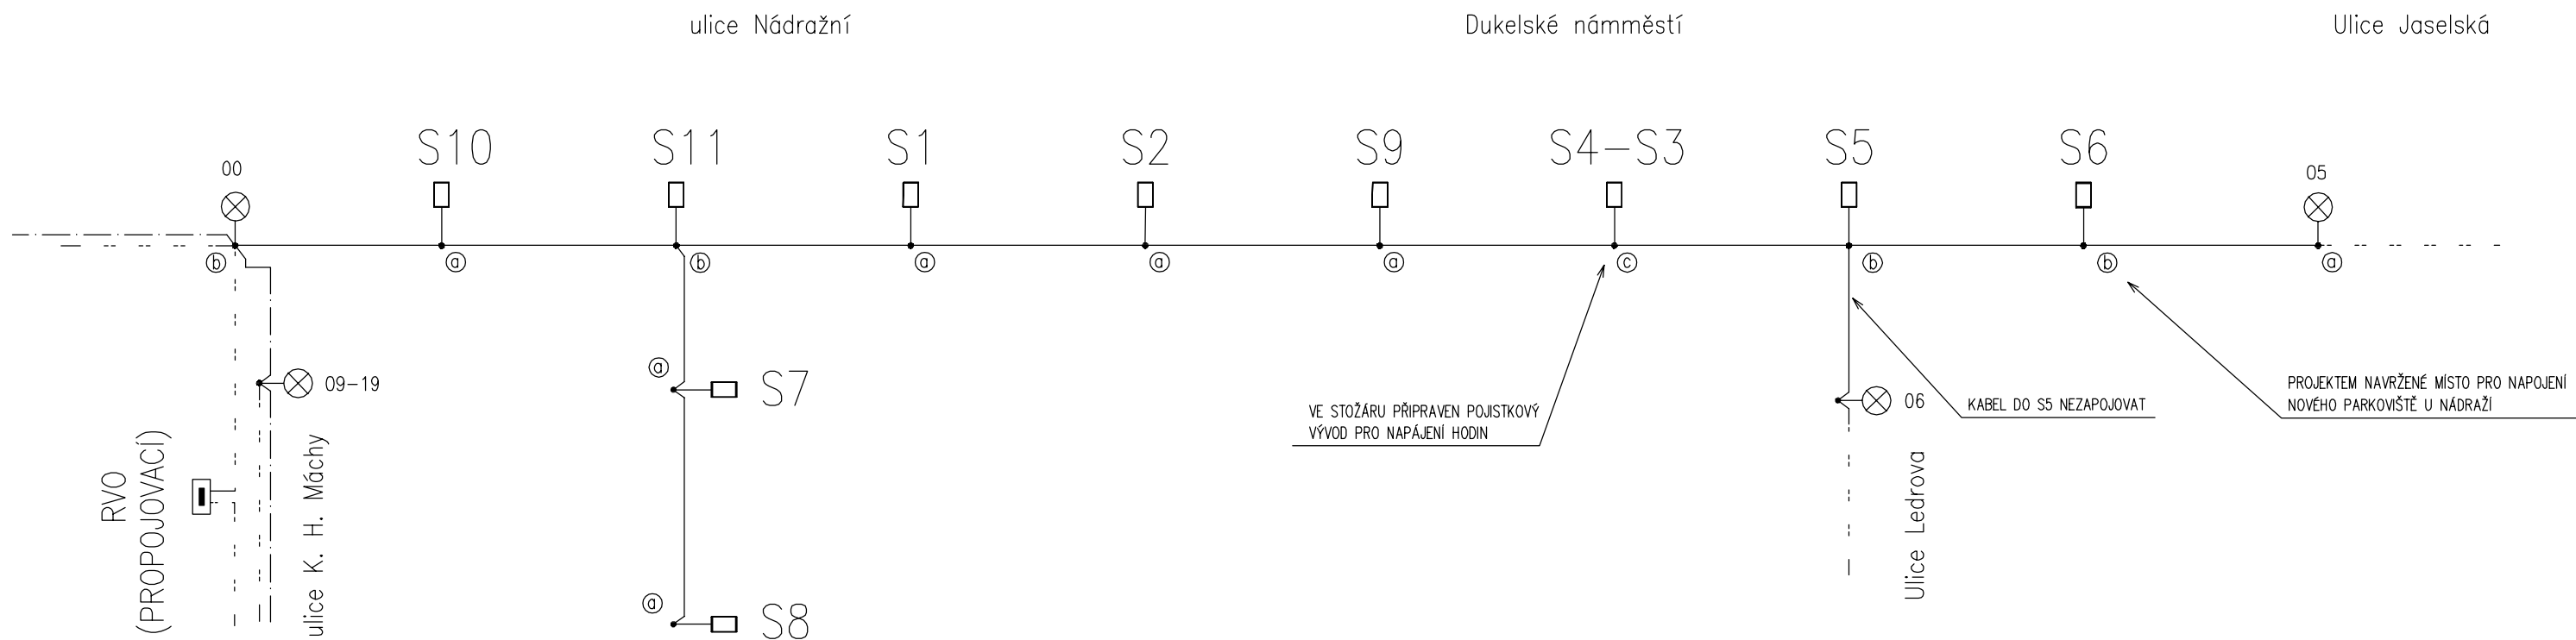 ulice Nádražní
Dukelské námměstí
Ulice Jaselská
S10
S11
S1
S2
S9
S4-S3
S5
S6
00
05
b
a
b
a
a
a
c
b
b
a
a
S7
09-19
06
VE STOŽÁRU PŘIPRAVEN POJISTKOVÝ
VÝVOD PRO NAPÁJENÍ HODIN
KABEL DO S5 NEZAPOJOVAT
PROJEKTEM NAVRŽENÉ MÍSTO PRO NAPOJENÍ
NOVÉHO PARKOVIŠTĚ U NÁDRAŽÍ
RVO
(PROPOJOVACÍ)
ulice K. H. Máchy
Ulice Ledrova
a
S8